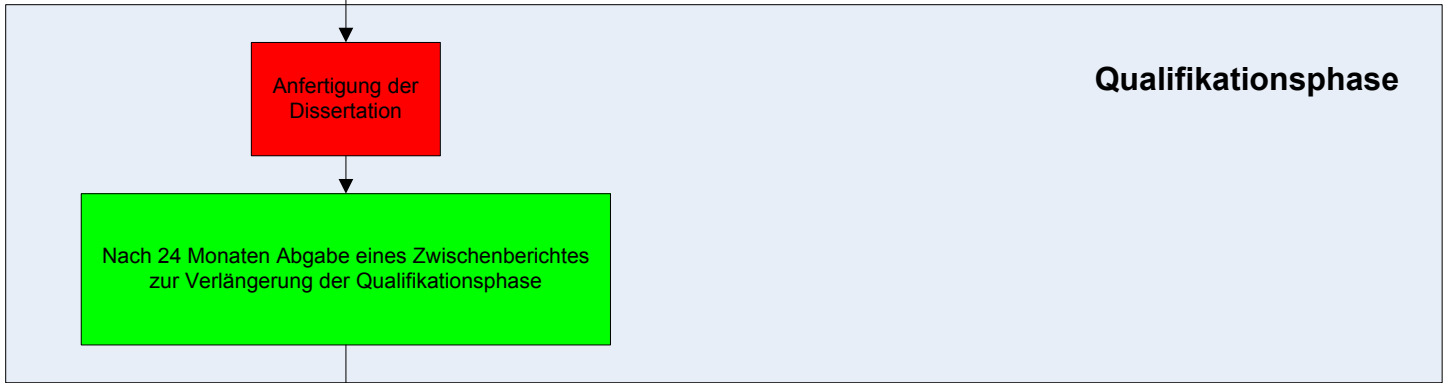 Qualifikationsphase
Anfertigung der
Dissertation
Nach 24 Monaten Abgabe eines Zwischenberichtes
zur Verlängerung der Qualifikationsphase